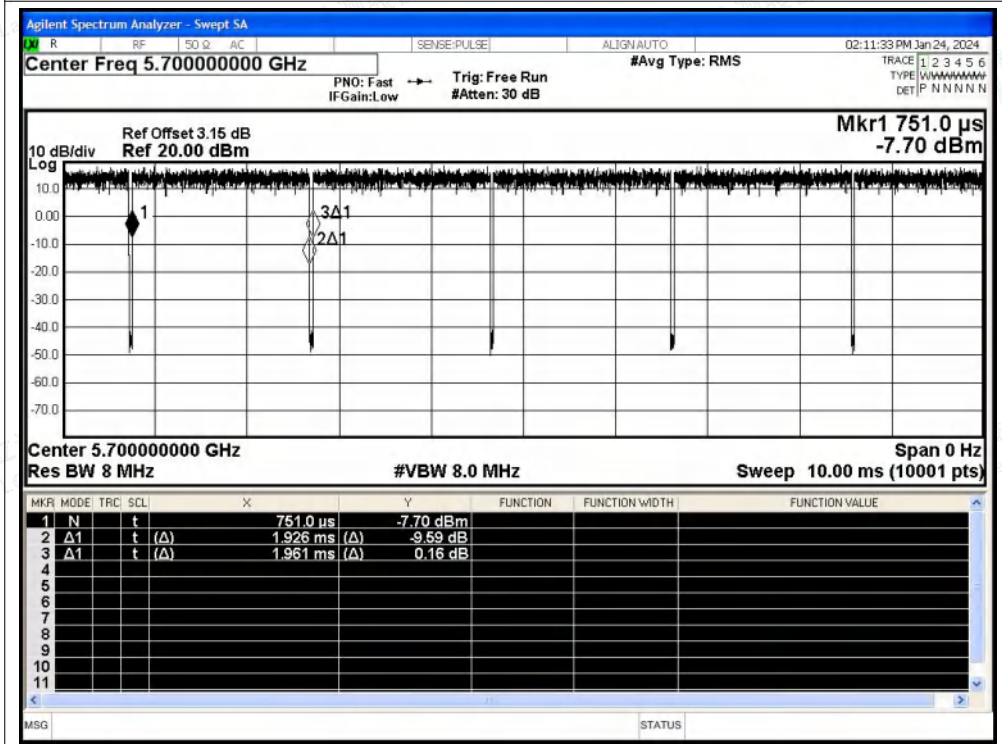 Agilent Spectrum Analyzer - Swept SA
LXI R RF 50 Ω AC SENSE:PULSE ALIGN AUTO 02:11:33 PM Jan 24, 2024
Center Freq 5.700000000 GHz #Avg Type: RMS TRACE 1 2 3 4 5 6
PNO: Fast Trig: Free Run TYPE WWWWWW
IFGain:Low #Atten: 30 dB DET P N N N N N
Mkr1 751.0 µs
Ref Offset 3.15 dB
10 dB/div Ref 20.00 dBm -7.70 dBm
Log
10.0
0.00
1 3Δ1
-10.0
2Δ1
-20.0
-30.0
-40.0
-50.0
-60.0
-70.0
Center 5.700000000 GHz Span 0 Hz
Res BW 8 MHz #VBW 8.0 MHz Sweep 10.00 ms (10001 pts)
MKR MODE TRC SCL X Y FUNCTION FUNCTION WIDTH FUNCTION VALUE
1 N t 751.0 µs -7.70 dBm
2 Δ1 t (Δ) 1.926 ms (Δ) -9.59 dB
3 Δ1 t (Δ) 1.961 ms (Δ) 0.16 dB
4
5
6
7
8
9
10
11
MSG STATUS